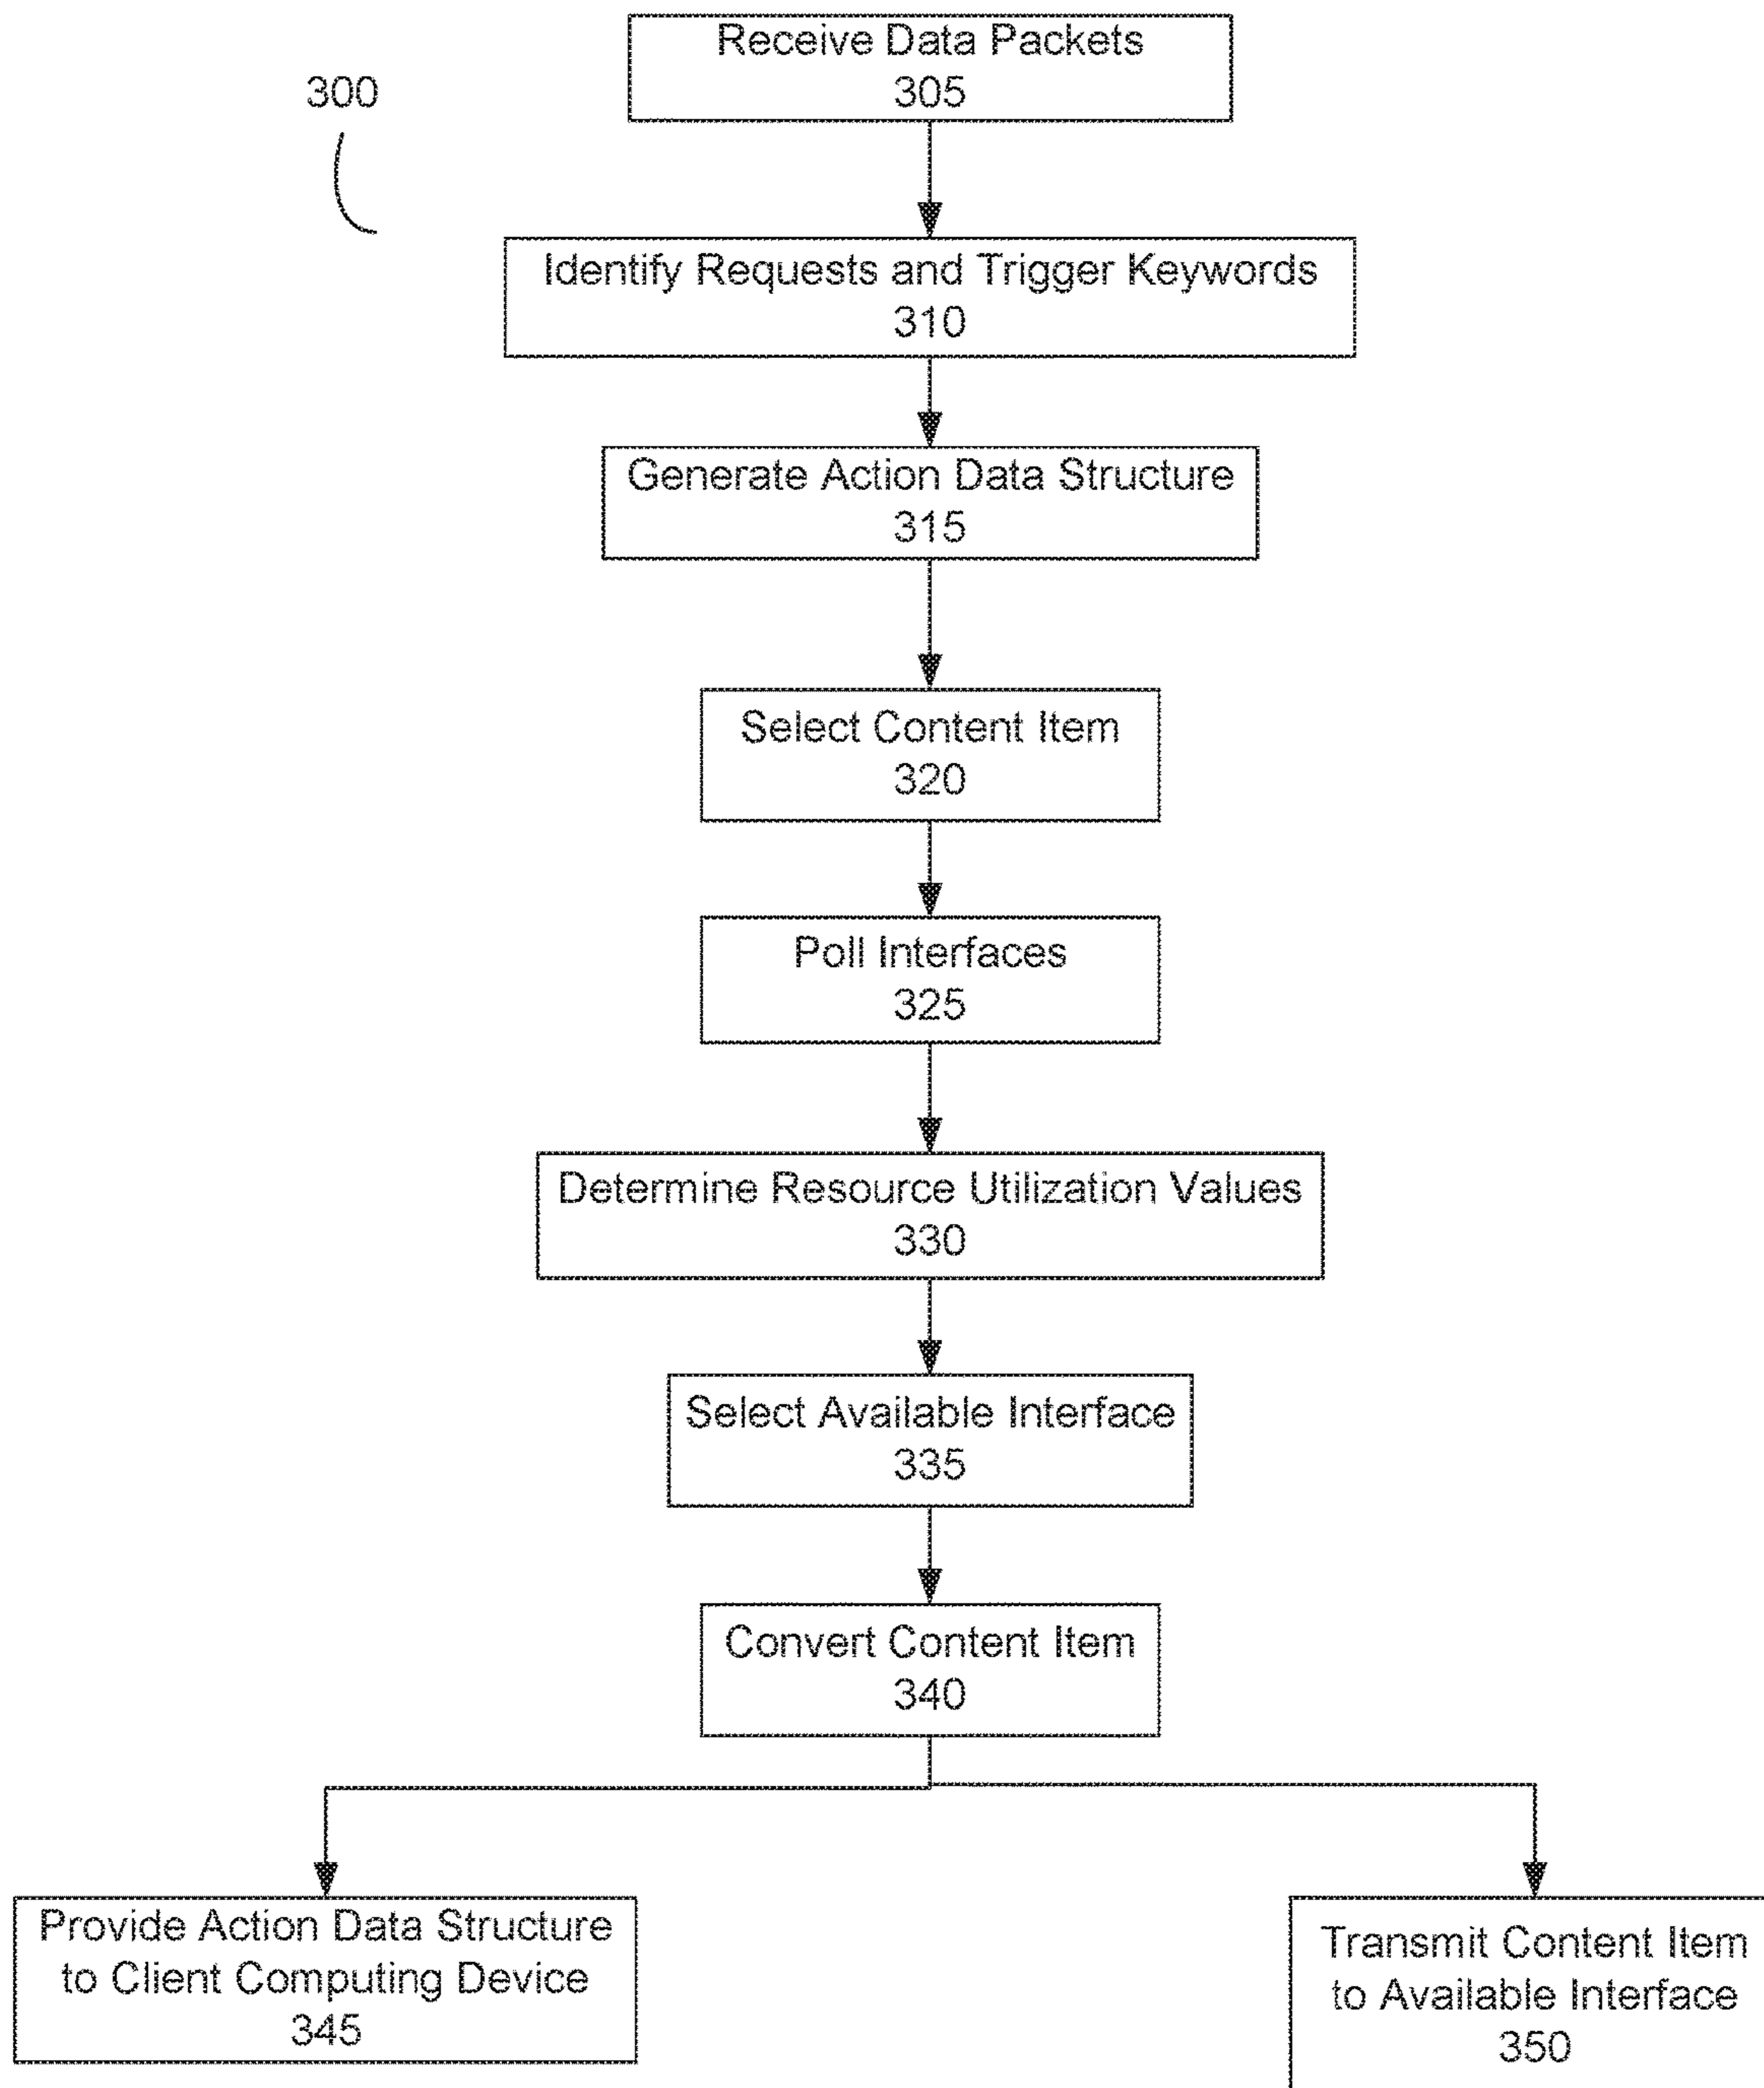 Receive Data Packets
305
300
Identify Requests and Trigger Keywords
310
Generate Action Data Structure
315
Select Content Item
320
Poll Interfaces
325
Determine Resource Utilization Values
330
Select Available Interface
335
Convert Content Item
340
Provide Action Data Structure
to Client Computing Device
345
Transmit Content Item
to Available Interface
350